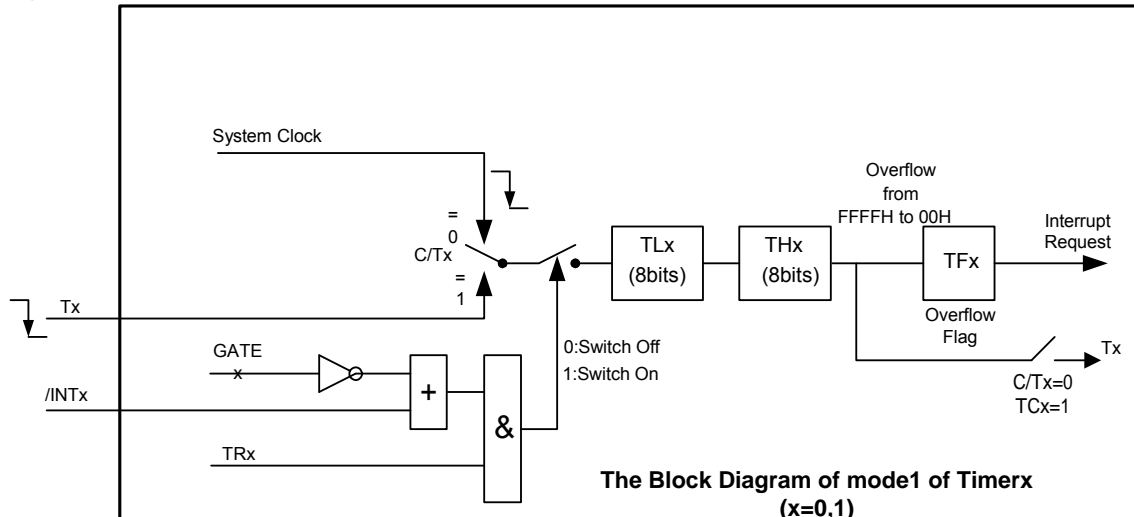 System Clock
Overflow
from
FFFFH to 00H
Interrupt
Request
=
0
C/Tx
=
1
TLx
(8bits)
THx
(8bits)
TFx
Overflow
Flag
Tx
Tx
C/Tx=0
TCx=1
0:Switch Off
1:Switch On
GATE
x
+
/INTx
&
TRx
The Block Diagram of mode1 of Timerx
(x=0,1)